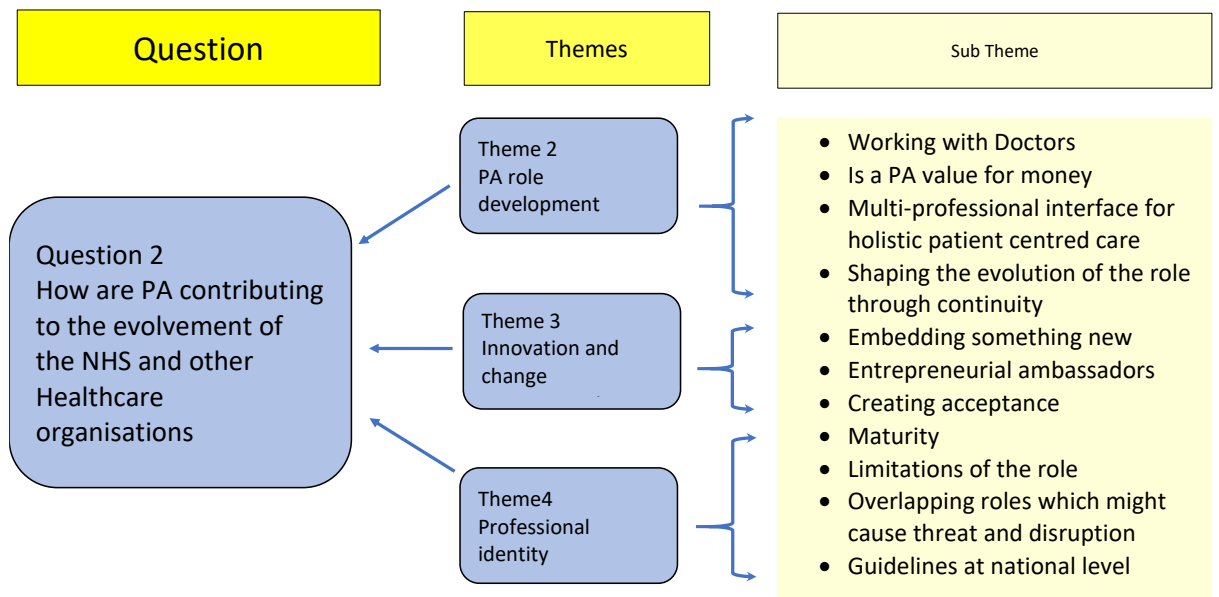 Question
Themes
Sub Theme
Question 2
How are PA contributing
to the evolvement of
the NHS and other
Healthcare
organisations
Theme 2
PA role
development
Theme 3
Innovation and
change
Theme4
Professional
identity
• Working with Doctors
• Is a PA value for money
• Multi-professional interface for
holistic patient centred care
• Shaping the evolution of the role
through continuity
• Embedding something new
• Entrepreneurial ambassadors
• Creating acceptance
• Maturity
• Limitations of the role
• Overlapping roles which might
cause threat and disruption
• Guidelines at national level